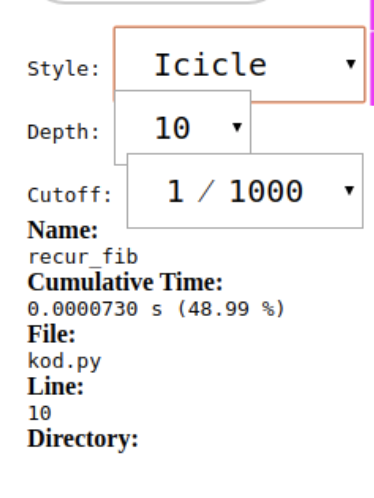 Style: Icicle
Depth: 10
Cutoff: 1 / 1000
Name:
recur_fib
Cumulative Time:
0.0000730 s (48.99 %)
File:
kod.py
Line:
10
Directory: